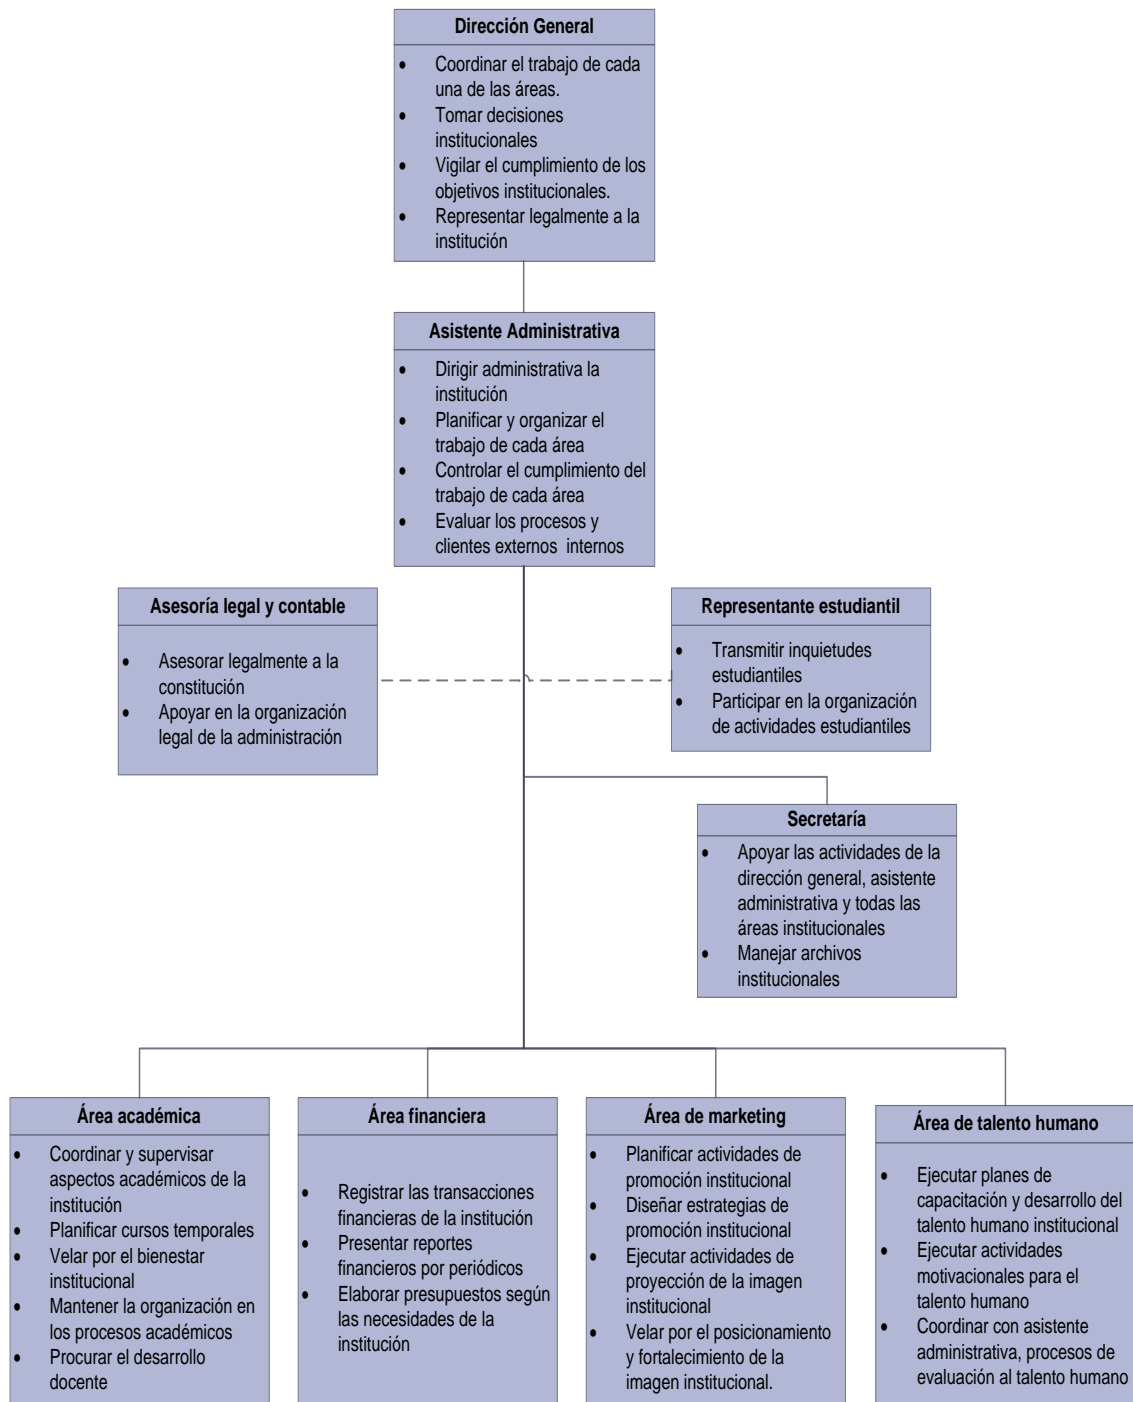 Dirección General
• Coordinar el trabajo de cada
una de las áreas.
• Tomar decisiones
institucionales
• Vigilar el cumplimiento de los
objetivos institucionales.
• Representar legalmente a la
institución
Asistente Administrativa
• Dirigir administrativa la
institución
• Planificar y organizar el
trabajo de cada área
• Controlar el cumplimiento del
trabajo de cada área
• Evaluar los procesos y
clientes externos internos
Asesoría legal y contable
• Asesorar legalmente a la
constitución
• Apoyar en la organización
legal de la administración
Representante estudiantil
• Transmitir inquietudes
estudiantiles
• Participar en la organización
de actividades estudiantiles
Secretaría
• Apoyar las actividades de la
dirección general, asistente
administrativa y todas las
áreas institucionales
• Manejar archivos
institucionales
Área académica
• Coordinar y supervisar
aspectos académicos de la
institución
• Planificar cursos temporales
• Velar por el bienestar
institucional
• Mantener la organización en
los procesos académicos
• Procurar el desarrollo
docente
Área financiera
• Registrar las transacciones
financieras de la institución
• Presentar reportes
financieros por periódicos
• Elaborar presupuestos según
las necesidades de la
institución
Área de marketing
• Planificar actividades de
promoción institucional
• Diseñar estrategias de
promoción institucional
• Ejecutar actividades de
proyección de la imagen
institucional
• Velar por el posicionamiento
y fortalecimiento de la
imagen institucional.
Área de talento humano
• Ejecutar planes de
capacitación y desarrollo del
talento humano institucional
• Ejecutar actividades
motivacionales para el
talento humano
• Coordinar con asistente
administrativa, procesos de
evaluación al talento humano